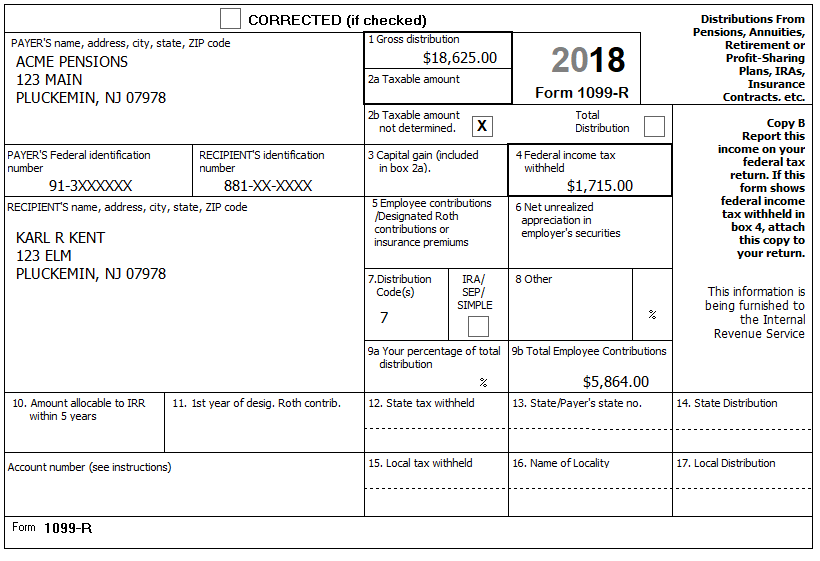 CORRECTED (if checked)
PAYER'S name, address, city, state, ZIP code
ACME PENSIONS
123 MAIN
PLUCKEMIN, NJ 07978
1 Gross distribution
$18,625.00
2a Taxable amount
2018
Form 1099-R
Distributions From
Pensions, Annuities,
Retirement or
Profit-Sharing
Plans, IRAs,
Insurance
Contracts, etc.
2b Taxable amount
not determined.
X
Total
Distribution
Copy B
Report this
income on your
federal tax
return. If this
form shows
federal income
tax withheld in
box 4, attach
this copy to
your return.
This information is
being furnished to
the Internal
Revenue Service
PAYER'S Federal identification
number
91-3XXXXXX
RECIPIENT'S identification
number
881-XX-XXXX
3 Capital gain (included
in box 2a).
4 Federal income tax
withheld
$1,715.00
RECIPIENT'S name, address, city, state, ZIP code
KARL R KENT
123 ELM
PLUCKEMIN, NJ 07978
5 Employee contributions
/Designated Roth
contributions or
insurance premiums
6 Net unrealized
appreciation in
employer's securities
7.Distribution
Code(s)
7
IRA/
SEP/
SIMPLE
8 Other
%
9a Your percentage of total
distribution
%
9b Total Employee Contributions
$5,864.00
10. Amount allocable to IRR
within 5 years
11. 1st year of desig. Roth contrib.
12. State tax withheld
13. State/Payer's state no.
14. State Distribution
Account number (see instructions)
15. Local tax withheld
16. Name of Locality
17. Local Distribution
Form 1099-R